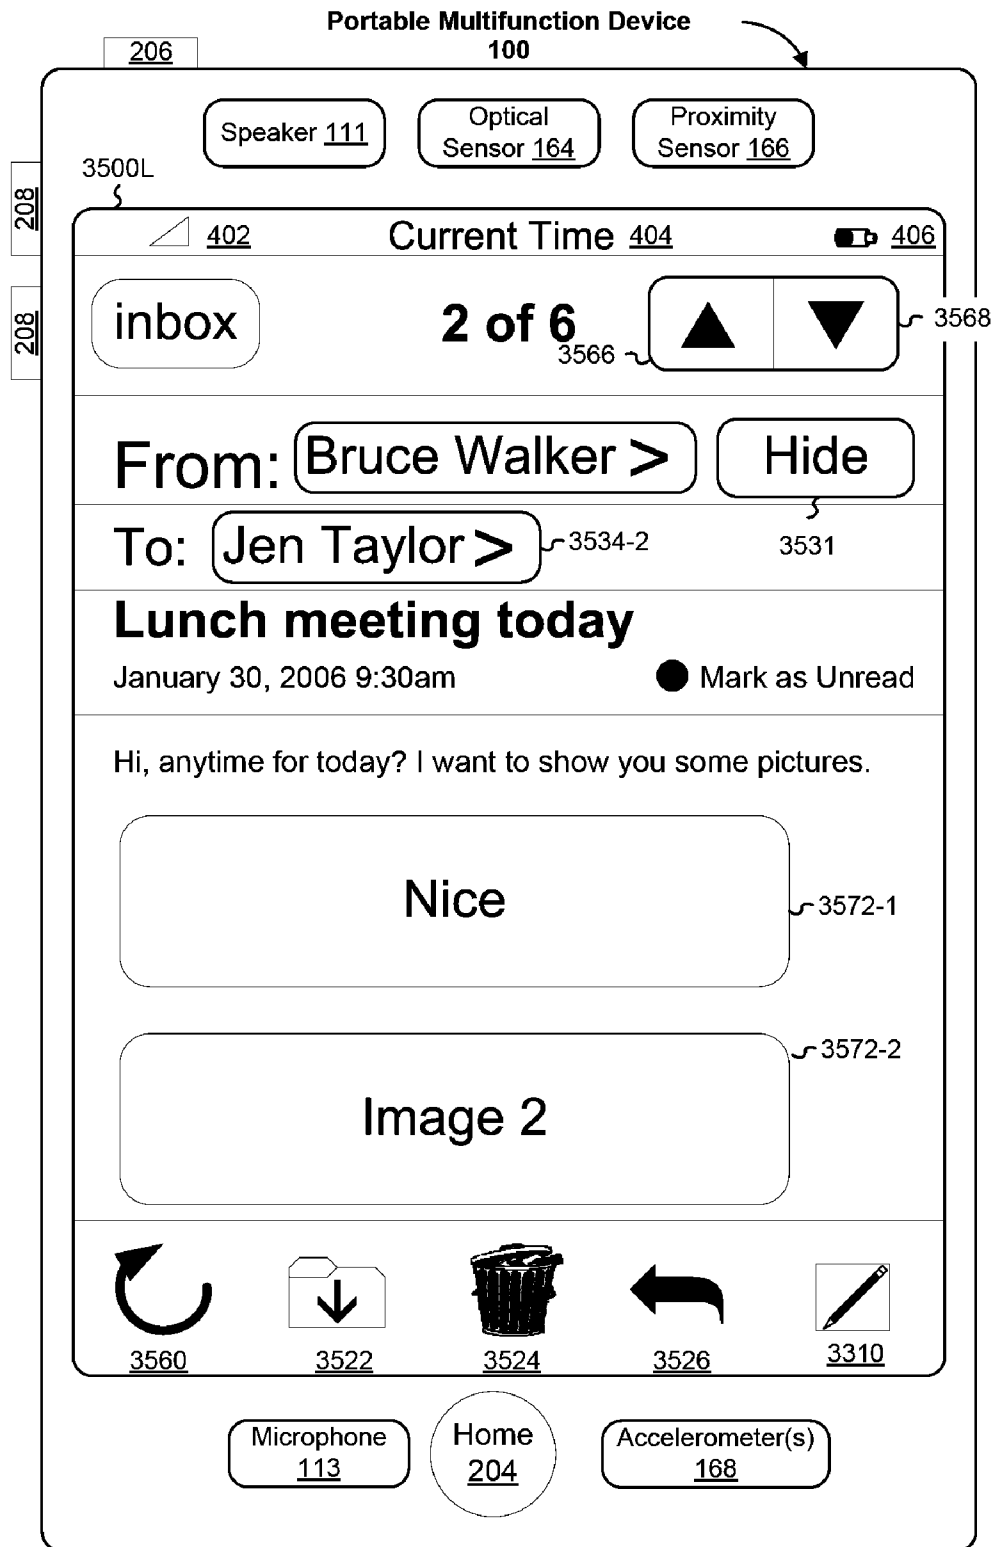 Portable Multifunction Device
100
206
Speaker 111
Optical
Sensor 164
Proximity
Sensor 166
3500L
208
402
Current Time 404
406
inbox
2 of 6
3566
3568
208
From: Bruce Walker >
Hide
3531
To: Jen Taylor >
3534-2
Lunch meeting today
January 30, 2006 9:30am
Mark as Unread
Hi, anytime for today? I want to show you some pictures.
Nice
3572-1
3572-2
Image 2
3560
3522
3524
3526
3310
Microphone
113
Home
204
Accelerometer(s)
168